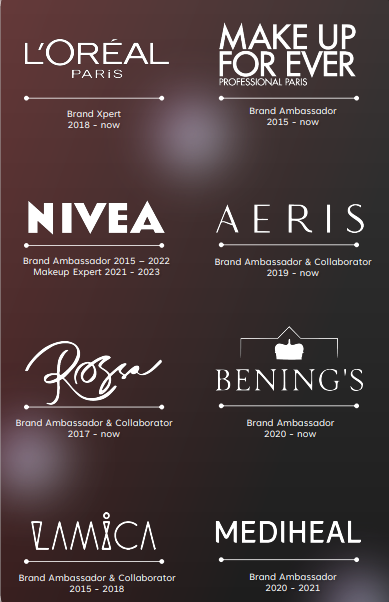 L'ORÉAL
PARIS
Brand Xpert
2018 - now
MAKE UP
FOR EVER
PROFESSIONAL PARIS
Brand Ambassador
2015 - now
NIVEA
Brand Ambassador 2015 – 2022
Makeup Expert 2021 - 2023
AERIS
Brand Ambassador & Collaborator
2019 - now
Rosza
Brand Ambassador & Collaborator
2017 - now
BENING'S
Brand Ambassador
2020 - now
LAMICA
Brand Ambassador & Collaborator
2015 - 2018
MEDIHEAL
Brand Ambassador
2020 - 2021